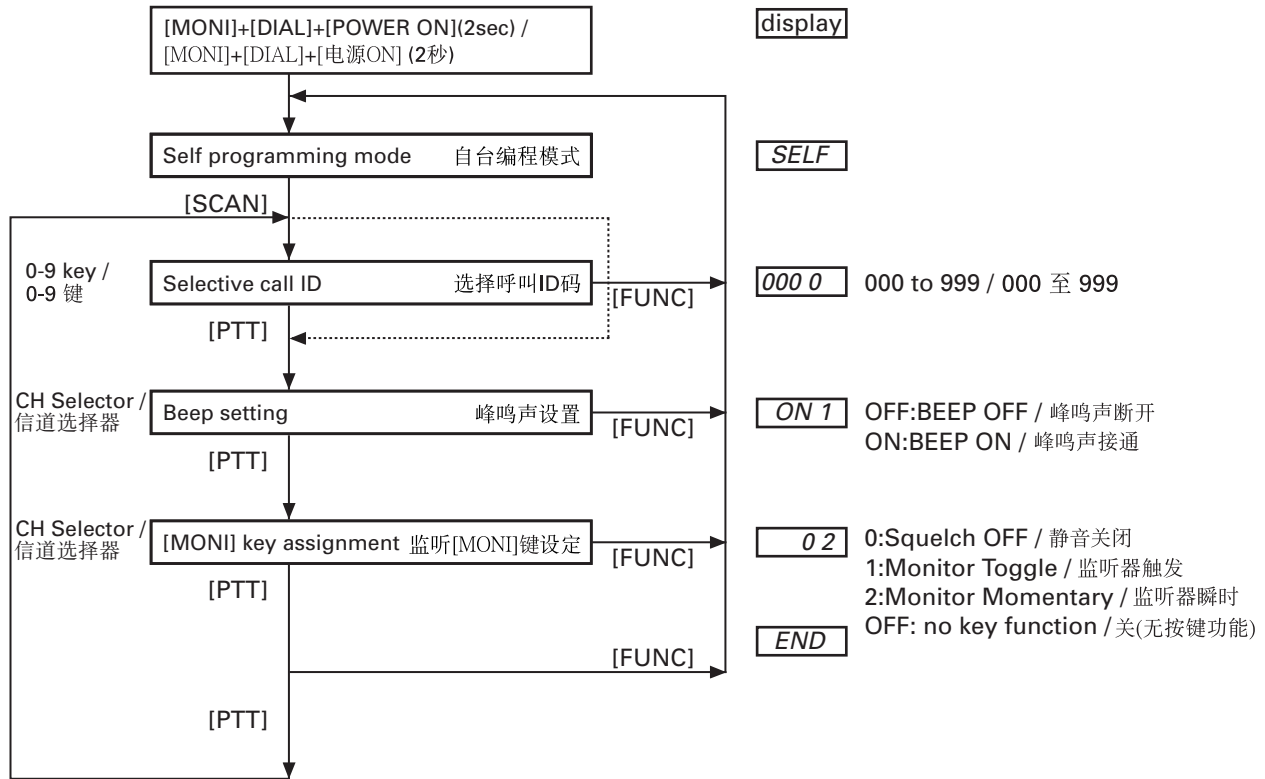 [MONI]+[DIAL]+[POWER ON](2sec) /
[MONI]+[DIAL]+[电源ON] (2秒)
display
Self programming mode 自台编程模式
SELF
[SCAN]
0-9 key /
0-9 键
Selective call ID 选择呼叫ID码
[FUNC]
000 0
000 to 999 / 000 至 999
[PTT]
CH Selector /
信道选择器
Beep setting 峰鸣声设置
[FUNC]
ON 1
OFF:BEEP OFF / 峰鸣声断开
ON:BEEP ON / 峰鸣声接通
[PTT]
CH Selector /
信道选择器
[MONI] key assignment 监听[MONI]键设定
[FUNC]
0 2
0:Squelch OFF / 静音关闭
1:Monitor Toggle / 监听器触发
2:Monitor Momentary / 监听器瞬时
OFF: no key function / 关(无按键功能)
[PTT]
END
[FUNC]
[PTT]